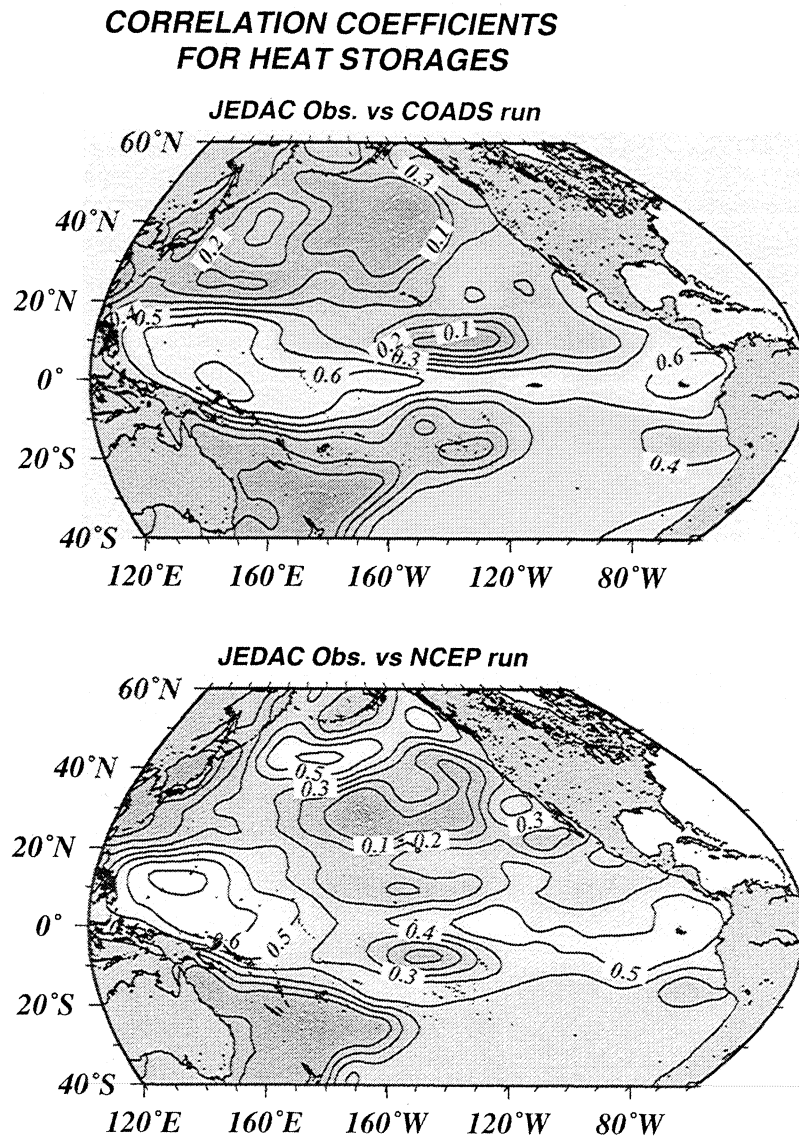 CORRELATION COEFFICIENTS
FOR HEAT STORAGES
JEDAC Obs. vs COADS run
60°N
40°N
20°N
0°
20°S
40°S
0.3
0.2
0.1
0.5
0.1
0.2
0.3
0.6
0.6
0.4
120°E 160°E 160°W 120°W 80°W
JEDAC Obs. vs NCEP run
60°N
40°N
20°N
0°
20°S
40°S
0.5
0.3
0.3
0.1 0.2
0.4
0.6
0.5
0.3
0.5
120°E 160°E 160°W 120°W 80°W